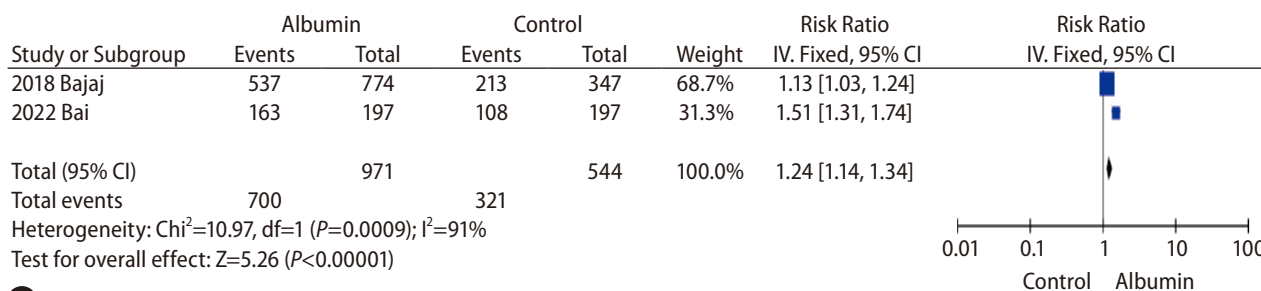 Albumin Control Risk Ratio Risk Ratio
Study or Subgroup Events Total Events Total Weight IV. Fixed, 95% CI IV. Fixed, 95% CI
2018 Bajaj 537 774 213 347 68.7% 1.13 [1.03, 1.24]
2022 Bai 163 197 108 197 31.3% 1.51 [1.31, 1.74]
Total (95% CI) 971 544 100.0% 1.24 [1.14, 1.34]
Total events 700 321
Heterogeneity: Chi²=10.97, df=1 (P=0.0009); I²=91%
Test for overall effect: Z=5.26 (P<0.00001)
0.01 0.1 1 10 100
Control Albumin